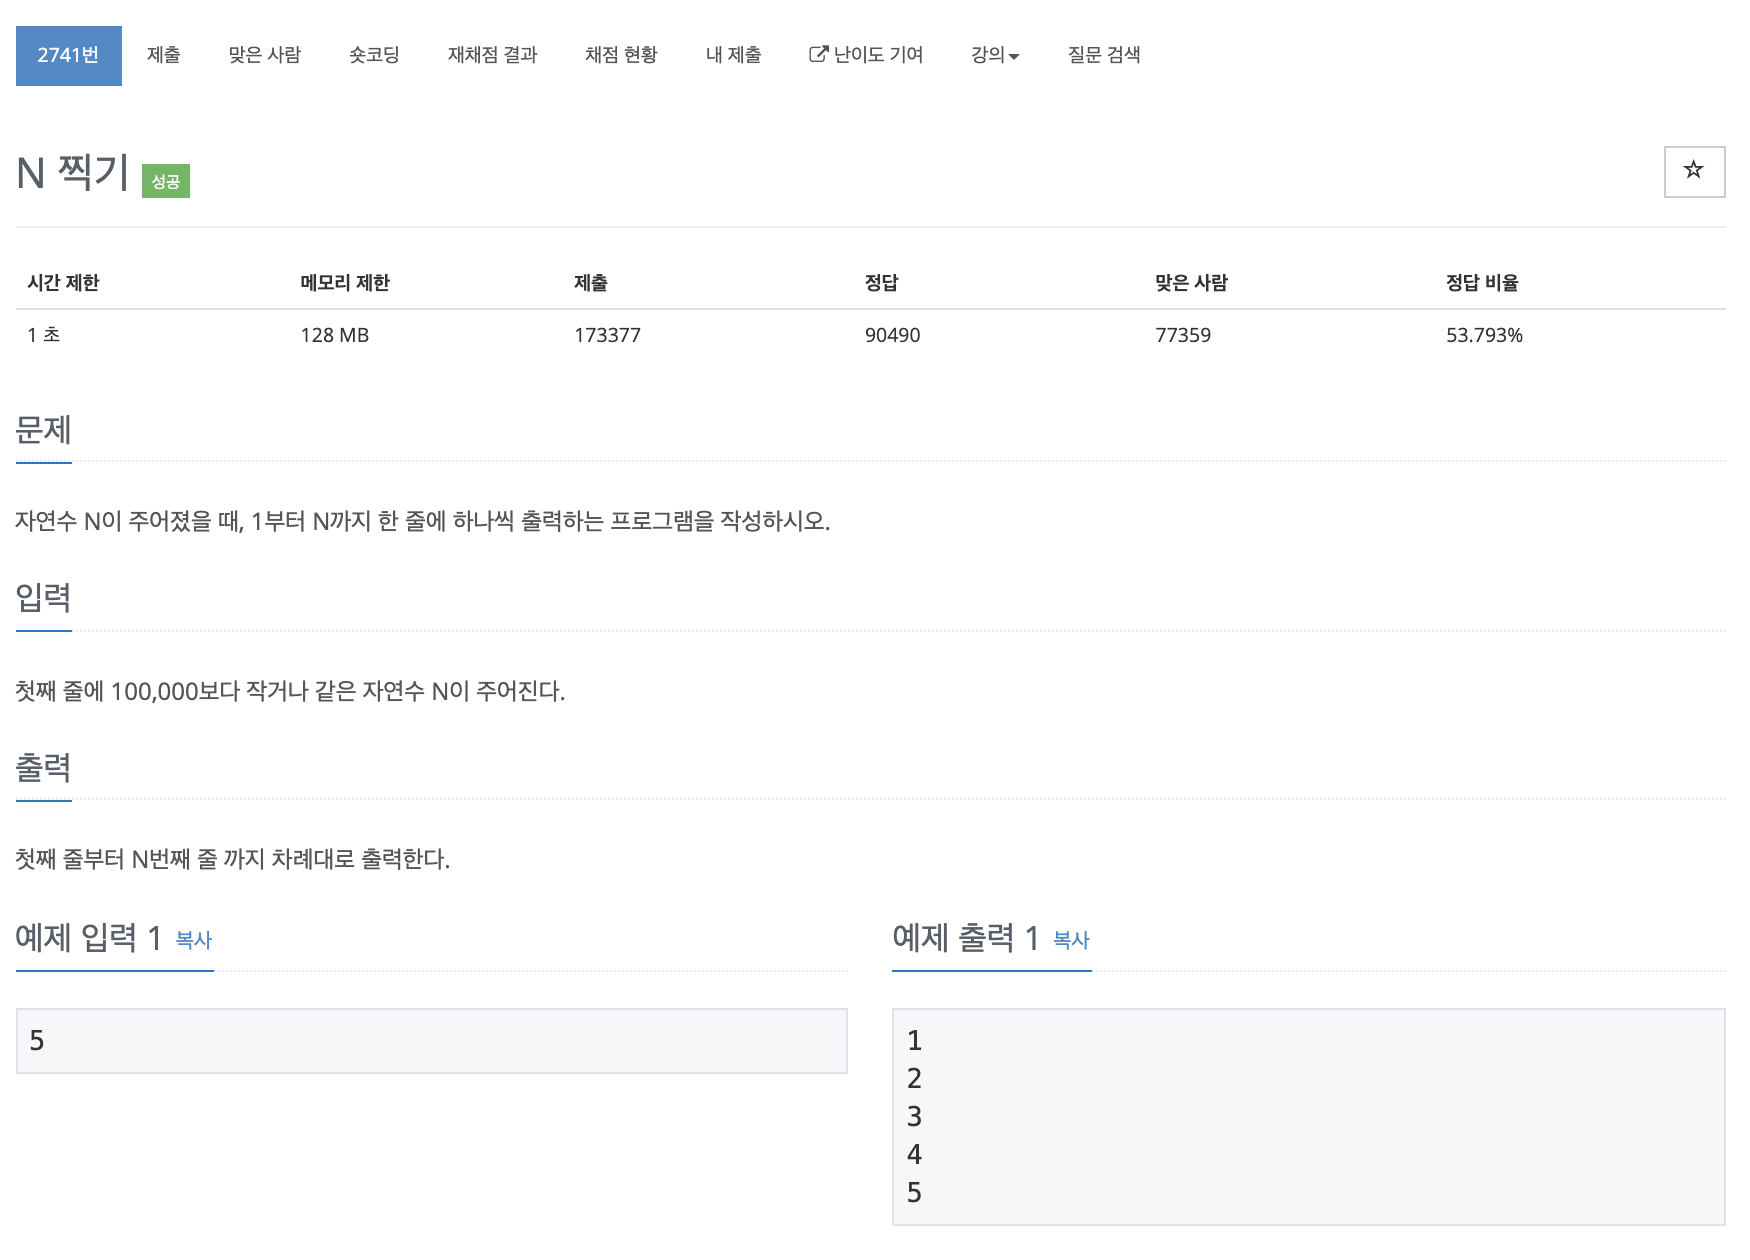 2741번 제출 맞은 사람 숏코딩 재채점 결과 채점 현황 내 제출 난이도 기여 강의 질문 검색
N 찍기 성공
시간 제한 메모리 제한 제출 정답 맞은 사람 정답 비율
1 초 128 MB 173377 90490 77359 53.793%
문제
자연수 N이 주어졌을 때, 1부터 N까지 한 줄에 하나씩 출력하는 프로그램을 작성하시오.
입력
첫째 줄에 100,000보다 작거나 같은 자연수 N이 주어진다.
출력
첫째 줄부터 N번째 줄 까지 차례대로 출력한다.
예제 입력 1 복사
5
예제 출력 1 복사
1
2
3
4
5